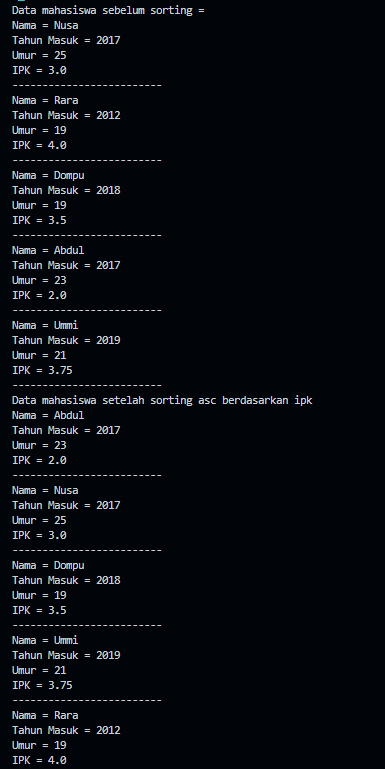 Data mahasiswa sebelum sorting =
Nama = Nusa
Tahun Masuk = 2017
Umur = 25
IPK = 3.0
-------------------------
Nama = Rara
Tahun Masuk = 2012
Umur = 19
IPK = 4.0
-------------------------
Nama = Dompu
Tahun Masuk = 2018
Umur = 19
IPK = 3.5
-------------------------
Nama = Abdul
Tahun Masuk = 2017
Umur = 23
IPK = 2.0
-------------------------
Nama = Ummi
Tahun Masuk = 2019
Umur = 21
IPK = 3.75
-------------------------
Data mahasiswa setelah sorting asc berdasarkan ipk
Nama = Abdul
Tahun Masuk = 2017
Umur = 23
IPK = 2.0
-------------------------
Nama = Nusa
Tahun Masuk = 2017
Umur = 25
IPK = 3.0
-------------------------
Nama = Dompu
Tahun Masuk = 2018
Umur = 19
IPK = 3.5
-------------------------
Nama = Ummi
Tahun Masuk = 2019
Umur = 21
IPK = 3.75
-------------------------
Nama = Rara
Tahun Masuk = 2012
Umur = 19
IPK = 4.0